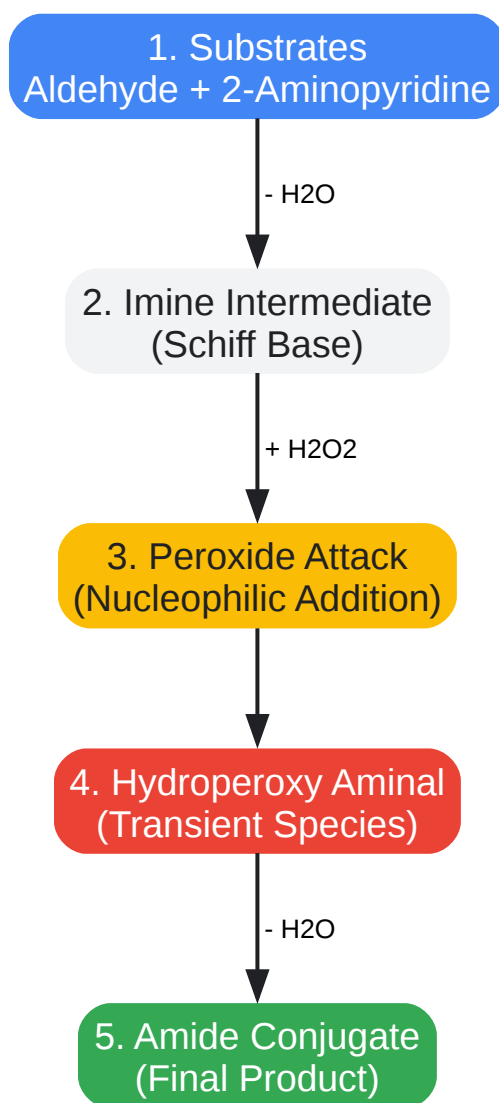 1. Substrates
Aldehyde + 2-Aminopyridine
- H2O
2. Imine Intermediate
(Schiff Base)
+ H2O2
3. Peroxide Attack
(Nucleophilic Addition)
4. Hydroperoxy Aminal
(Transient Species)
- H2O
5. Amide Conjugate
(Final Product)